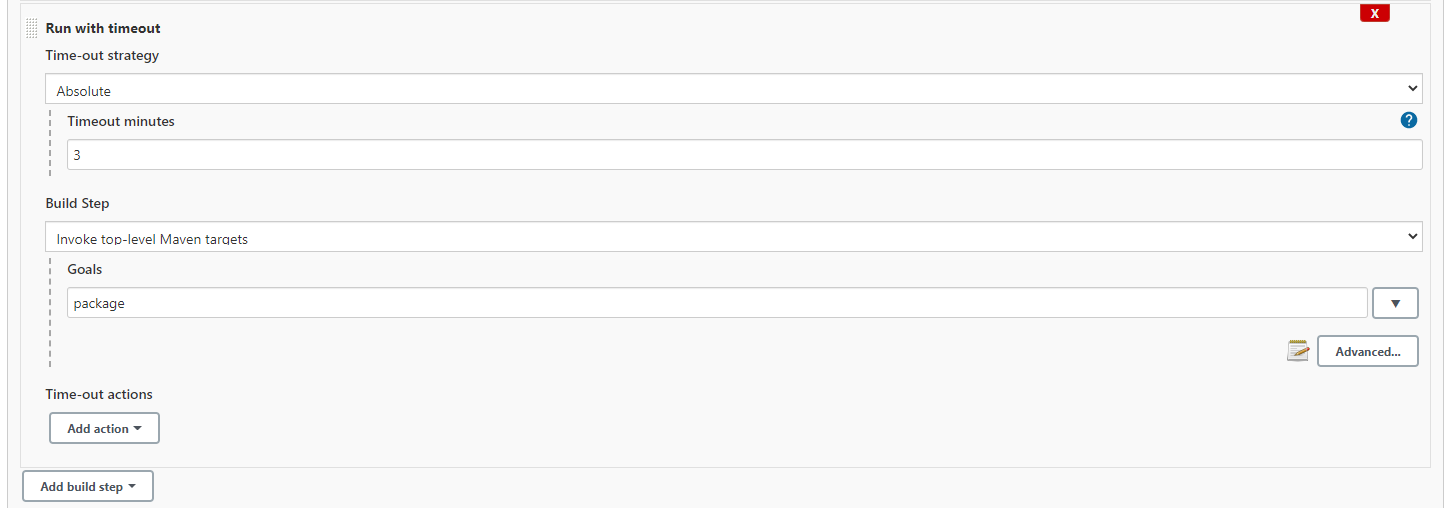 X
Run with timeout
Time-out strategy
Absolute
Timeout minutes
?
3
Build Step
Invoke top-level Maven targets
Goals
package
Advanced...
Time-out actions
Add action
Add build step